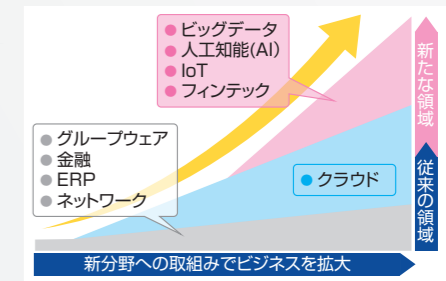 ● ビッグデータ
● 人工知能(AI)
● IoT
● フィンテック
新たな領域
● グループウェア
● 金融
● ERP
● ネットワーク
● クラウド
従来の領域
新分野への取組みでビジネスを拡大